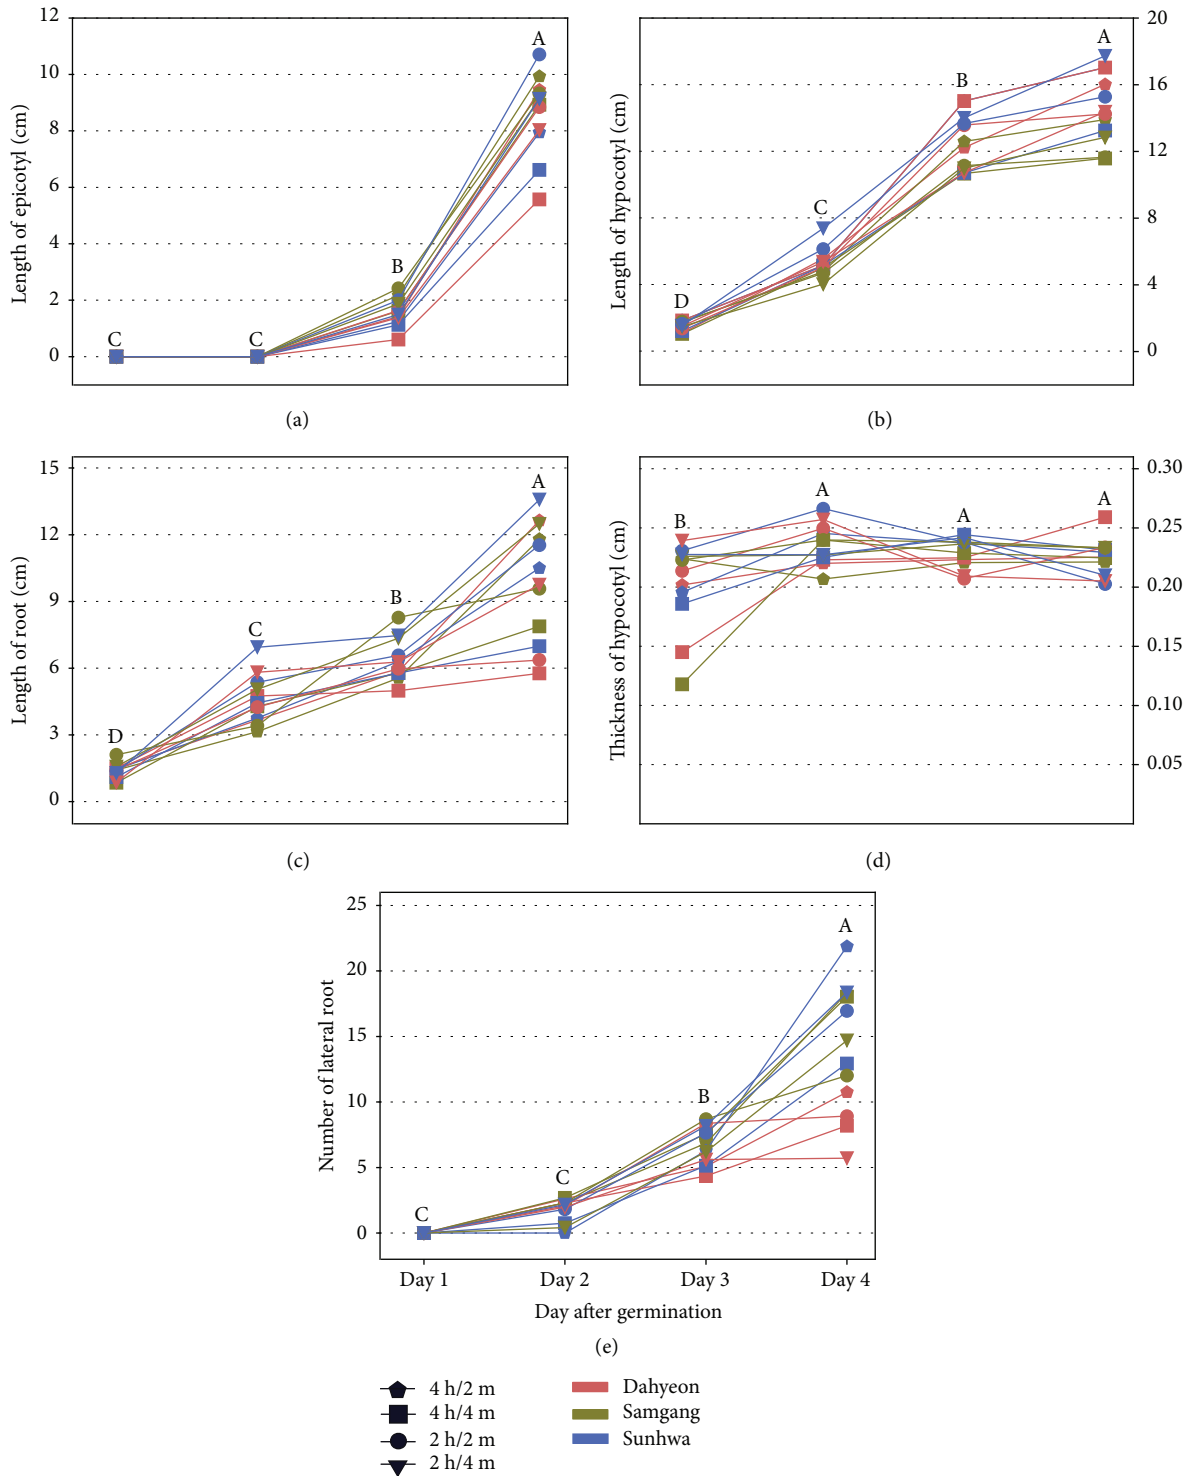 12
10
8
6
4
2
0
Length of epicotyl (cm)
A
B
C
C
(a)
20
16
12
8
4
0
Length of hypocotyl (cm)
A
B
C
D
(b)
15
12
9
6
3
0
Length of root (cm)
A
B
C
D
(c)
0.30
0.25
0.20
0.15
0.10
0.05
Thickness of hypocotyl (cm)
B
A
A
A
(d)
25
20
15
10
5
0
Number of lateral root
A
B
C
C
Day 1 Day 2 Day 3 Day 4
Day after germination
(e)
4 h/2 m
4 h/4 m
2 h/2 m
2 h/4 m
Dahyeon
Samgang
Sunhwa